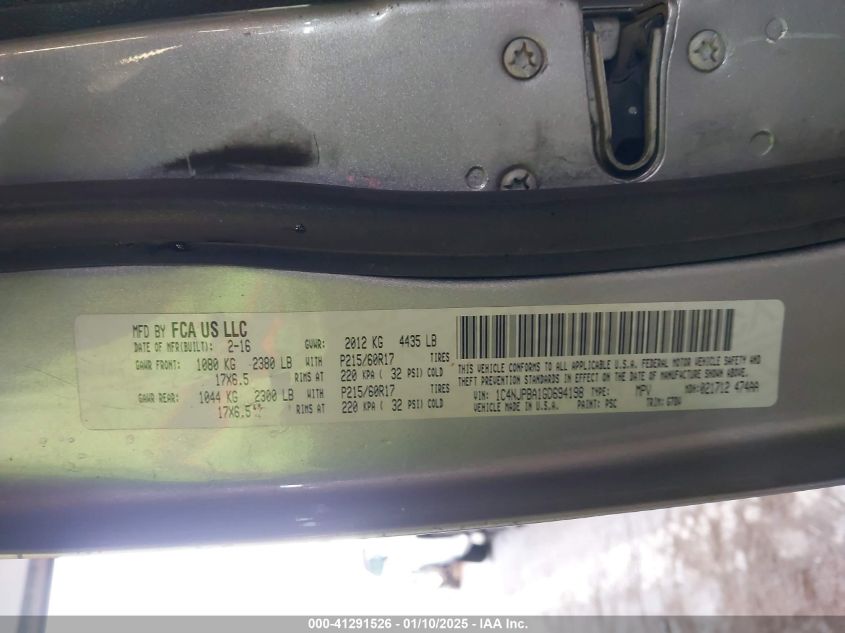 MFD BY FCA US LLC
DATE OF MFR(BUILT): 2-16 GVWR: 2012 KG 4435 LB
GAWR FRONT: 1080 KG 2380 LB WITH P215/60R17 TIRES
17X6.5 RIMS AT 220 KPA ( 32 PSI) COLD
GAWR REAR: 1044 KG 2300 LB WITH P215/60R17 TIRES
17X6.5 RIMS AT 220 KPA ( 32 PSI) COLD
THIS VEHICLE CONFORMS TO ALL APPLICABLE U.S.A. FEDERAL MOTOR VEHICLE SAFETY AND
THEFT PREVENTION STANDARDS IN EFFECT ON THE DATE OF MANUFACTURE SHOWN ABOVE.
VIN: 1C4NJPBA1GD694198 TYPE: MPV MDH: 021712 474AA
VEHICLE MADE IN U.S.A. PAINT: PSC TRIM: GTDV
000-41291526 - 01/10/2025 - IAA Inc.